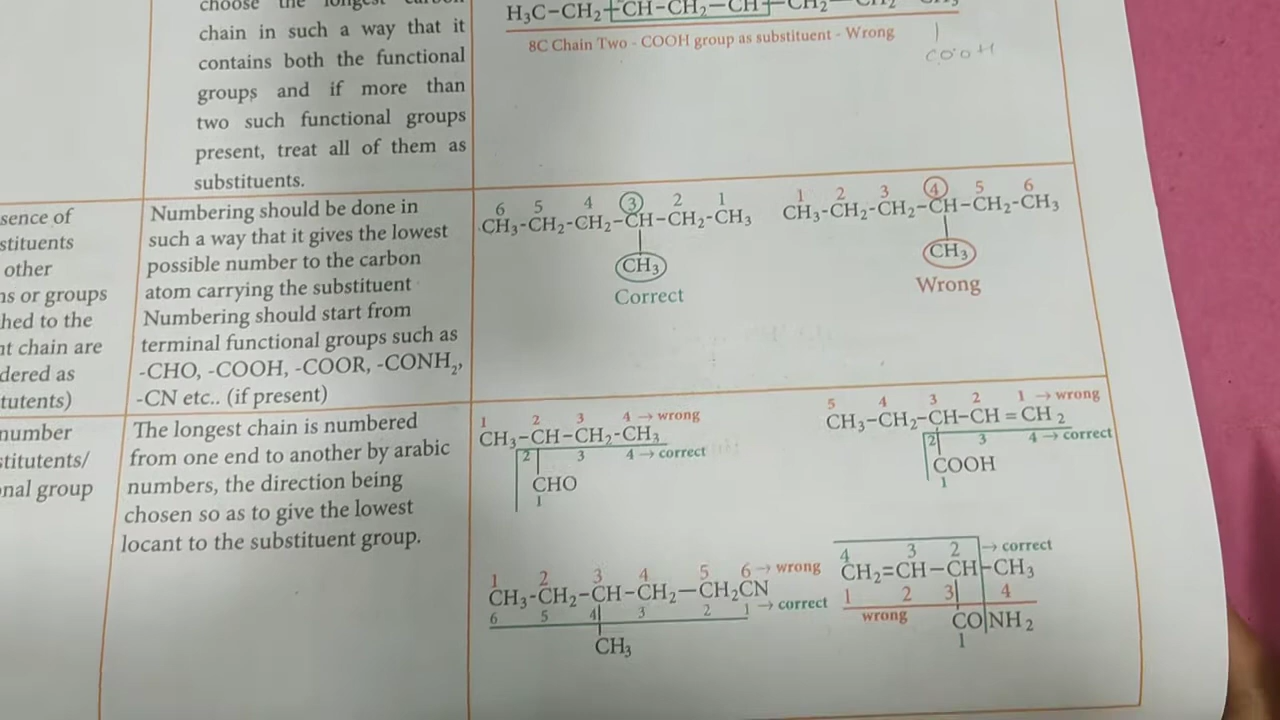 choose the longest carbon
chain in such a way that it
contains both the functional
groups and if more than
two such functional groups
present, treat all of them as
substituents.
H₃C−CH₂−CH−CH₂−CH−CH₂−CH₂
8C Chain Two - COOH group as substituent - Wrong
COOH
sence of
stituents
other
ns or groups
hed to the
nt chain are
dered as
tutents)
Numbering should be done in
such a way that it gives the lowest
possible number to the carbon
atom carrying the substituent
Numbering should start from
terminal functional groups such as
-CHO, -COOH, -COOR, -CONH₂,
-CN etc.. (if present)
6 5 4 3 2 1
CH₃-CH₂-CH₂-CH-CH₂-CH₃
CH₃
Correct
1 2 3 4 5 6
CH₃-CH₂-CH₂-CH-CH₂-CH₃
CH₃
Wrong
number
stitutents/
onal group
The longest chain is numbered
from one end to another by arabic
numbers, the direction being
chosen so as to give the lowest
locant to the substituent group.
1 2 3 4 → wrong
CH₃−CH−CH₂-CH₃
2 3 4 → correct
CHO
1
5 4 3 2 1 → wrong
CH₃−CH₂−CH−CH=CH₂
2 3 4 → correct
COOH
1
1 2 3 4 5 6 → wrong
CH₃-CH₂-CH-CH₂—CH₂CN
6 5 4 3 2 1 → correct
CH₃
4 3 2 → correct
CH₂=CH−CH−CH₃
1 2 3 4
wrong
CONH₂
1